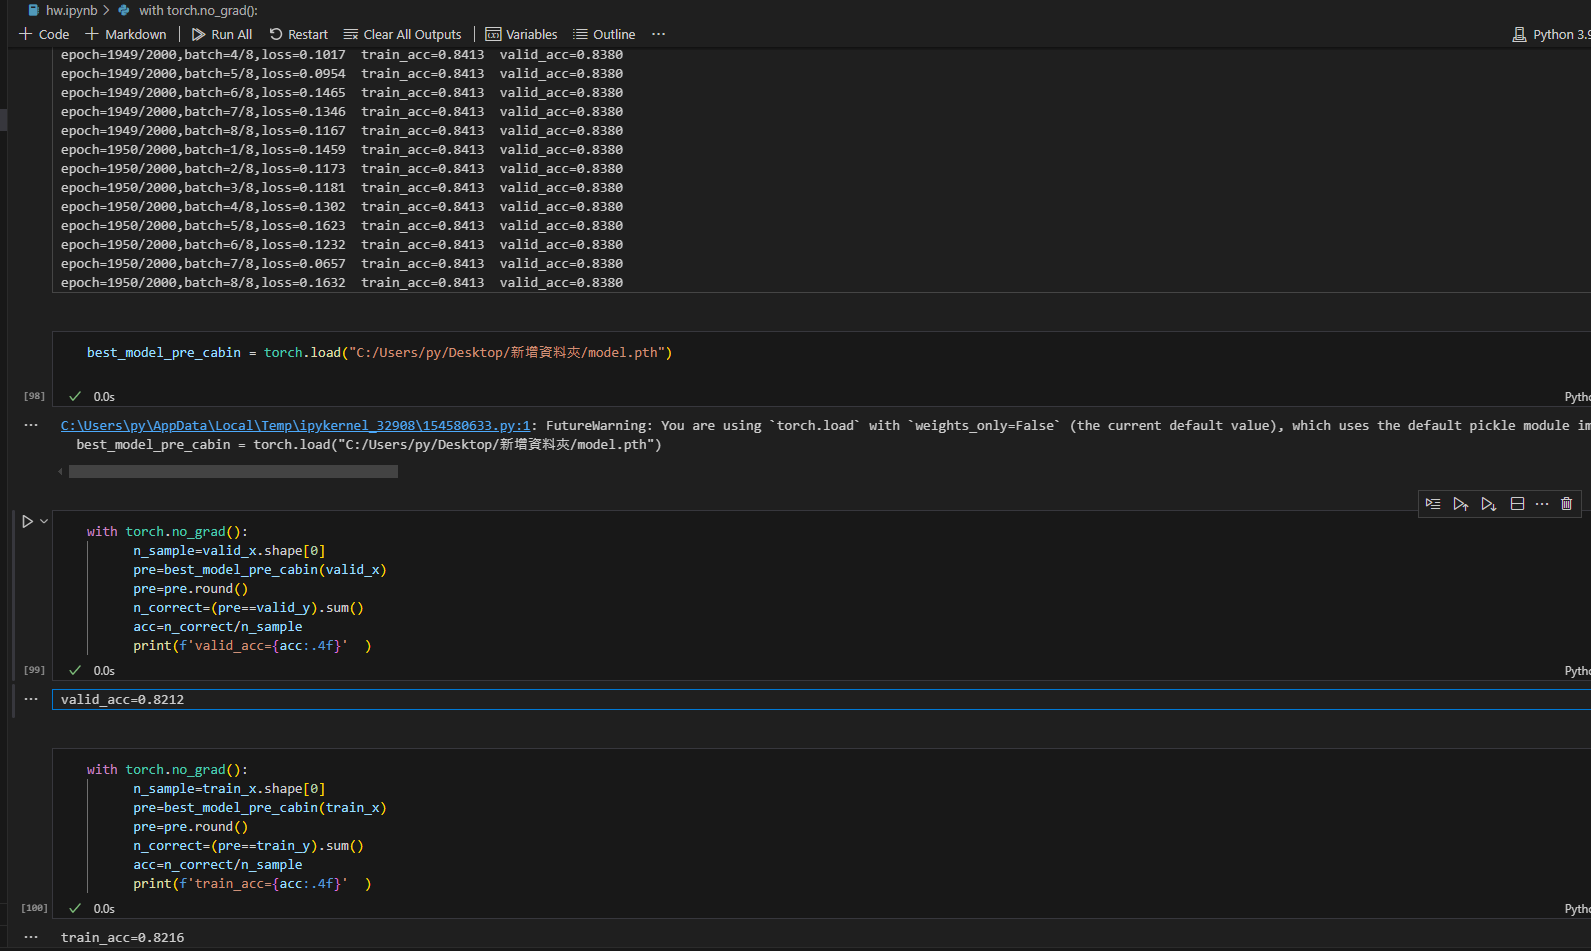 hw.ipynb > with torch.no_grad():
+ Code + Markdown Run All Restart Clear All Outputs Variables Outline ··· Python 3.9
epoch=1949/2000,batch=4/8,loss=0.1017  train_acc=0.8413  valid_acc=0.8380
epoch=1949/2000,batch=5/8,loss=0.0954  train_acc=0.8413  valid_acc=0.8380
epoch=1949/2000,batch=6/8,loss=0.1465  train_acc=0.8413  valid_acc=0.8380
epoch=1949/2000,batch=7/8,loss=0.1346  train_acc=0.8413  valid_acc=0.8380
epoch=1949/2000,batch=8/8,loss=0.1167  train_acc=0.8413  valid_acc=0.8380
epoch=1950/2000,batch=1/8,loss=0.1459  train_acc=0.8413  valid_acc=0.8380
epoch=1950/2000,batch=2/8,loss=0.1173  train_acc=0.8413  valid_acc=0.8380
epoch=1950/2000,batch=3/8,loss=0.1181  train_acc=0.8413  valid_acc=0.8380
epoch=1950/2000,batch=4/8,loss=0.1302  train_acc=0.8413  valid_acc=0.8380
epoch=1950/2000,batch=5/8,loss=0.1623  train_acc=0.8413  valid_acc=0.8380
epoch=1950/2000,batch=6/8,loss=0.1232  train_acc=0.8413  valid_acc=0.8380
epoch=1950/2000,batch=7/8,loss=0.0657  train_acc=0.8413  valid_acc=0.8380
epoch=1950/2000,batch=8/8,loss=0.1632  train_acc=0.8413  valid_acc=0.8380
best_model_pre_cabin = torch.load("C:/Users/py/Desktop/新增資料夾/model.pth")
[98] ✓ 0.0s Pytho
··· C:\Users\py\AppData\Local\Temp\ipykernel_32908\154580633.py:1: FutureWarning: You are using `torch.load` with `weights_only=False` (the current default value), which uses the default pickle module im
best_model_pre_cabin = torch.load("C:/Users/py/Desktop/新增資料夾/model.pth")
with torch.no_grad():
n_sample=valid_x.shape[0]
pre=best_model_pre_cabin(valid_x)
pre=pre.round()
n_correct=(pre==valid_y).sum()
acc=n_correct/n_sample
print(f'valid_acc={acc:.4f}'  )
[99] ✓ 0.0s Pytho
··· valid_acc=0.8212
with torch.no_grad():
n_sample=train_x.shape[0]
pre=best_model_pre_cabin(train_x)
pre=pre.round()
n_correct=(pre==train_y).sum()
acc=n_correct/n_sample
print(f'train_acc={acc:.4f}'  )
[100] ✓ 0.0s Pytho
··· train_acc=0.8216